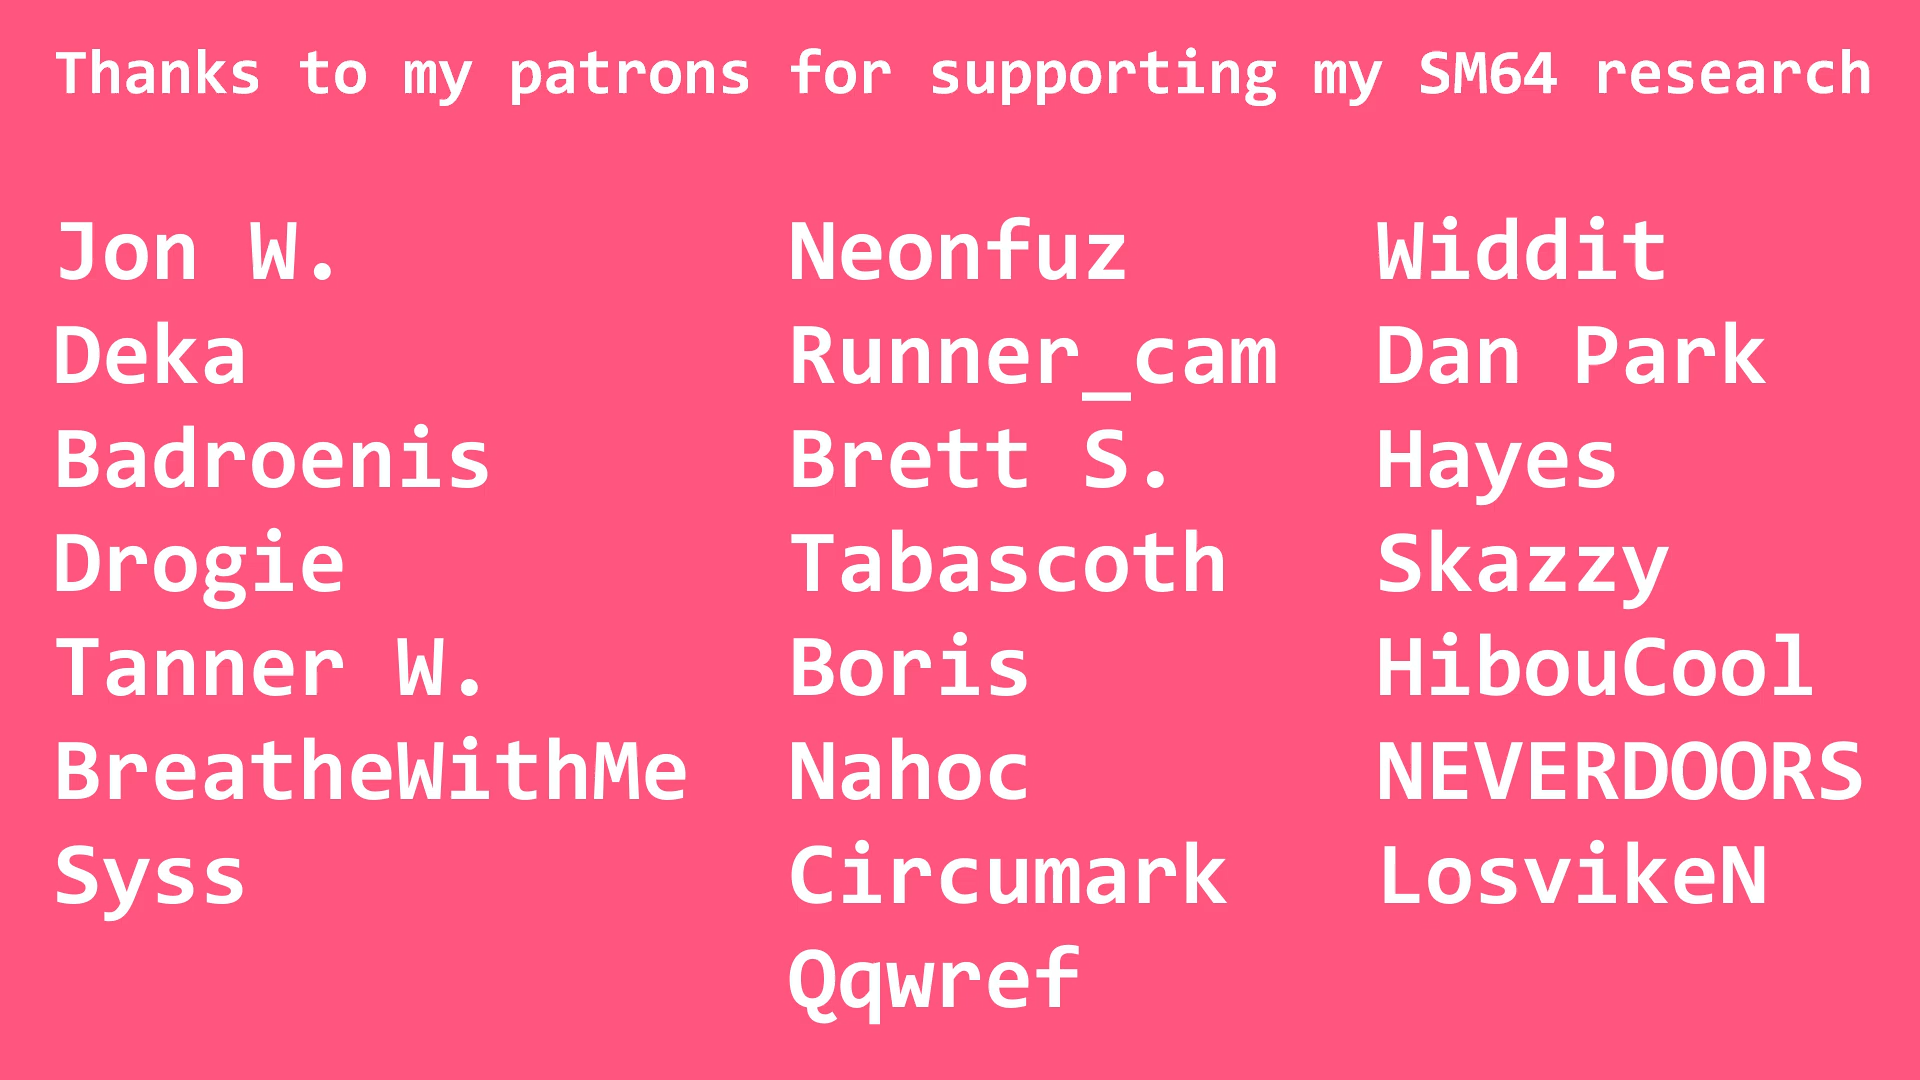 Thanks to my patrons for supporting my SM64 research
Jon W.
Deka
Badroenis
Drogie
Tanner W.
BreatheWithMe
Syss
Neonfuz
Runner_cam
Brett S.
Tabascoth
Boris
Nahoc
Circumark
Qqwref
Widdit
Dan Park
Hayes
Skazzy
HibouCool
NEVERDOORS
LosvikeN